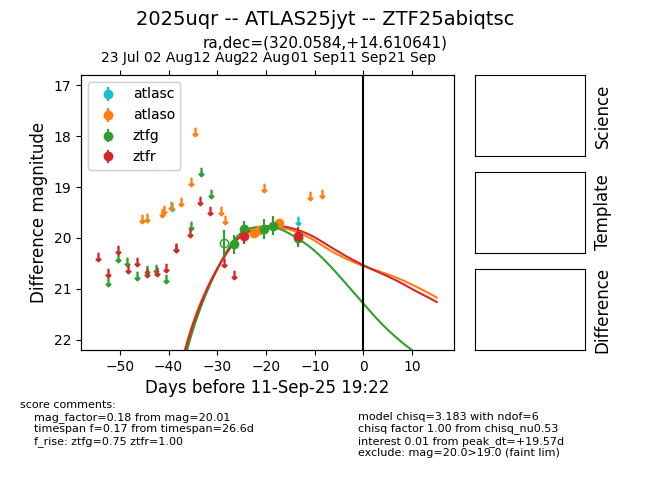 2025uqr -- ATLAS25jyt -- ZTF25abiqtsc
ra,dec=(320.0584,+14.610641)
23 Jul 02 Aug 12 Aug 22 Aug 01 Sep 11 Sep 21 Sep
atlasc
atlaso
ztfg
ztfr
17
18
19
20
21
22
Difference magnitude
−50 −40 −30 −20 −10 0 10
Days before 11-Sep-25 19:22
Science
Template
Difference
score comments:
mag_factor=0.18 from mag=20.01
timespan f=0.17 from timespan=26.6d
f_rise: ztfg=0.75 ztfr=1.00
model chisq=3.183 with ndof=6
chisq factor 1.00 from chisq_nu0.53
interest 0.01 from peak_dt=+19.57d
exclude: mag=20.0>19.0 (faint lim)